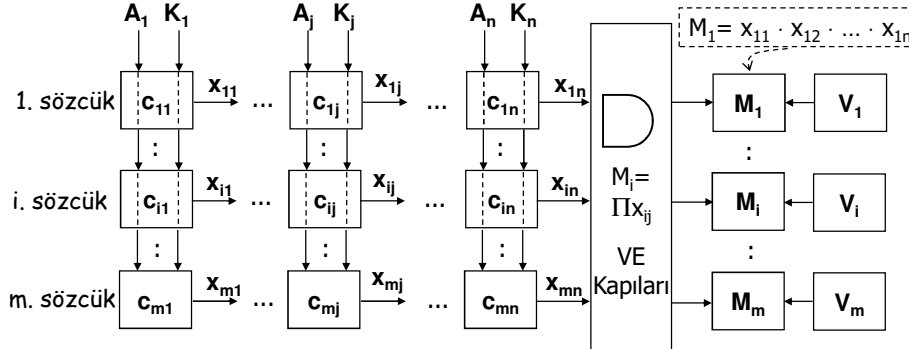 A₁ K₁ Aⱼ Kⱼ Aₙ Kₙ
M₁= x₁₁ · x₁₂ · ... · x₁ₙ
1. sözcük c₁₁ x₁₁ ... c₁ⱼ x₁ⱼ ... c₁ₙ x₁ₙ M₁ V₁
: : : :
i. sözcük cᵢ₁ xᵢ₁ ... cᵢⱼ xᵢⱼ ... cᵢₙ xᵢₙ Mᵢ= Mᵢ Vᵢ
Πxᵢⱼ
: : : :
VE
m. sözcük cₘ₁ xₘ₁ ... cₘⱼ xₘⱼ ... cₘₙ xₘₙ Kapıları Mₘ Vₘ